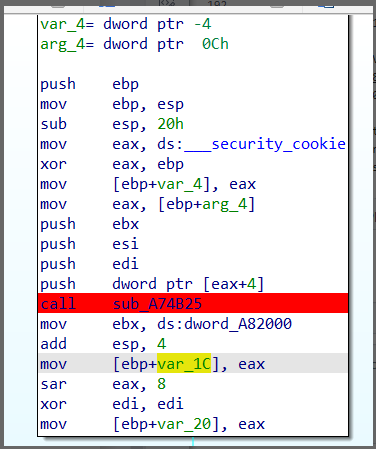 var_4= dword ptr -4
arg_4= dword ptr  0Ch
push    ebp
mov     ebp, esp
sub     esp, 20h
mov     eax, ds:___security_cookie
xor     eax, ebp
mov     [ebp+var_4], eax
mov     eax, [ebp+arg_4]
push    ebx
push    esi
push    edi
push    dword ptr [eax+4]
call    sub_A74B25
mov     ebx, ds:dword_A82000
add     esp, 4
mov     [ebp+var_1C], eax
sar     eax, 8
xor     edi, edi
mov     [ebp+var_20], eax